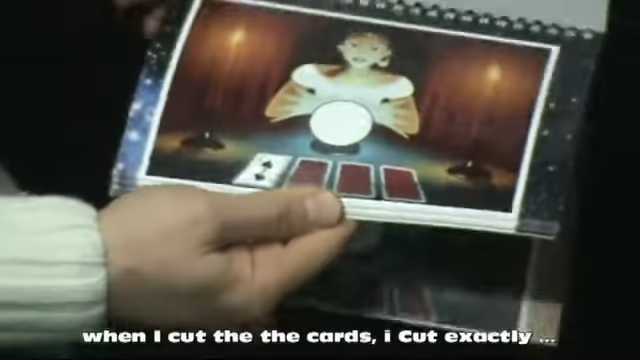 when I cut the the cards, i Cut exactly ...